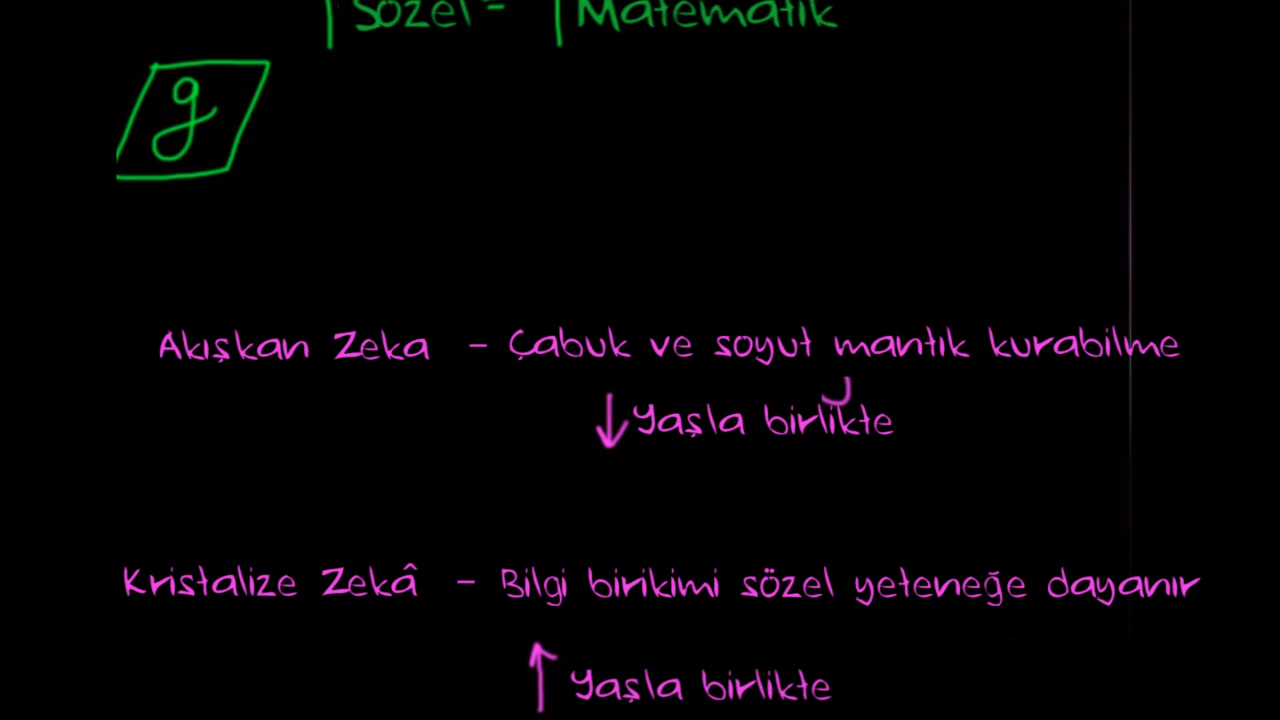 Sözel = Matematik
g
Akışkan Zeka - Çabuk ve soyut mantık kurabilme
↓ Yaşla birlikte
Kristalize Zekâ - Bilgi birikimi sözel yeteneğe dayanır
↑ Yaşla birlikte